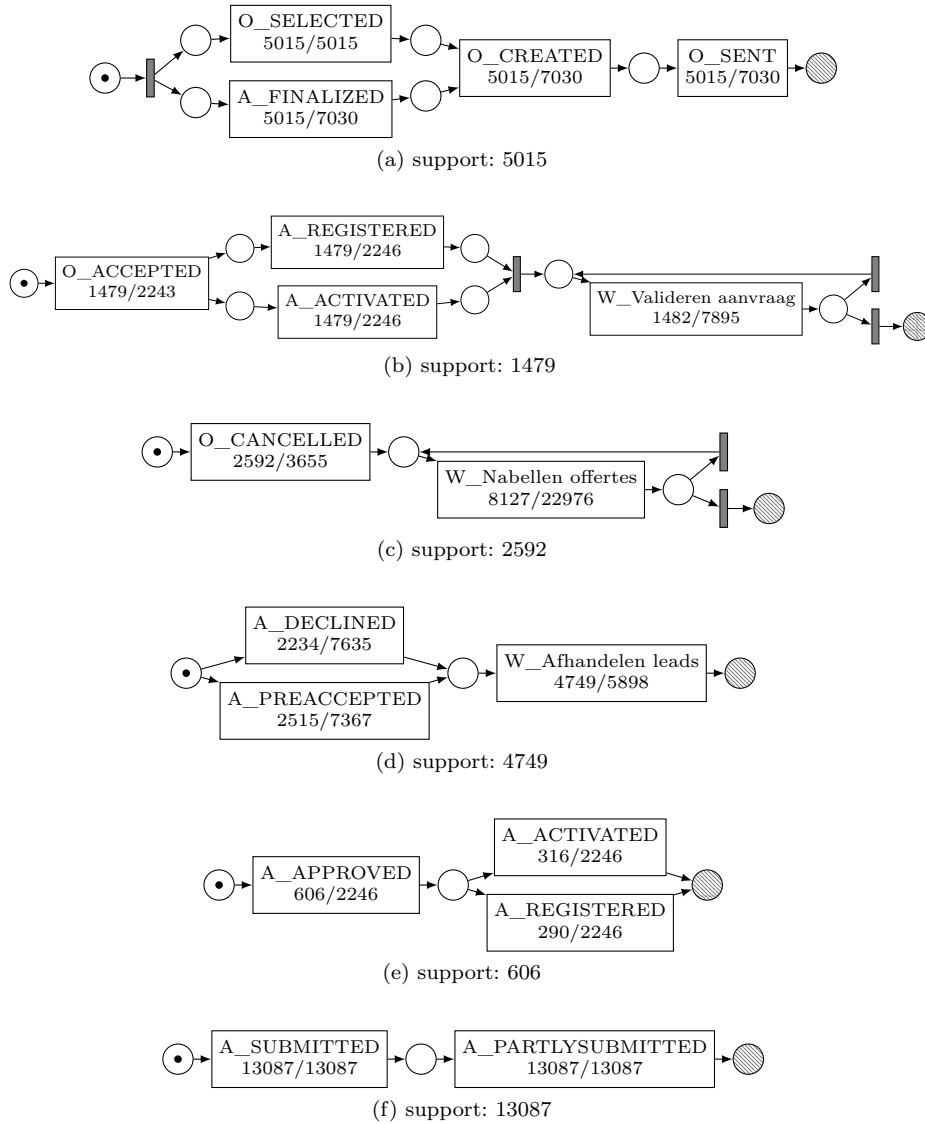 O_SELECTED
5015/5015
A_FINALIZED
5015/7030
O_CREATED
5015/7030
O_SENT
5015/7030
(a) support: 5015
O_ACCEPTED
1479/2243
A_REGISTERED
1479/2246
A_ACTIVATED
1479/2246
W_Valideren aanvraag
1482/7895
(b) support: 1479
O_CANCELLED
2592/3655
W_Nabellen offertes
8127/22976
(c) support: 2592
A_DECLINED
2234/7635
A_PREACCEPTED
2515/7367
W_Afhandelen leads
4749/5898
(d) support: 4749
A_APPROVED
606/2246
A_ACTIVATED
316/2246
A_REGISTERED
290/2246
(e) support: 606
A_SUBMITTED
13087/13087
A_PARTLYSUBMITTED
13087/13087
(f) support: 13087